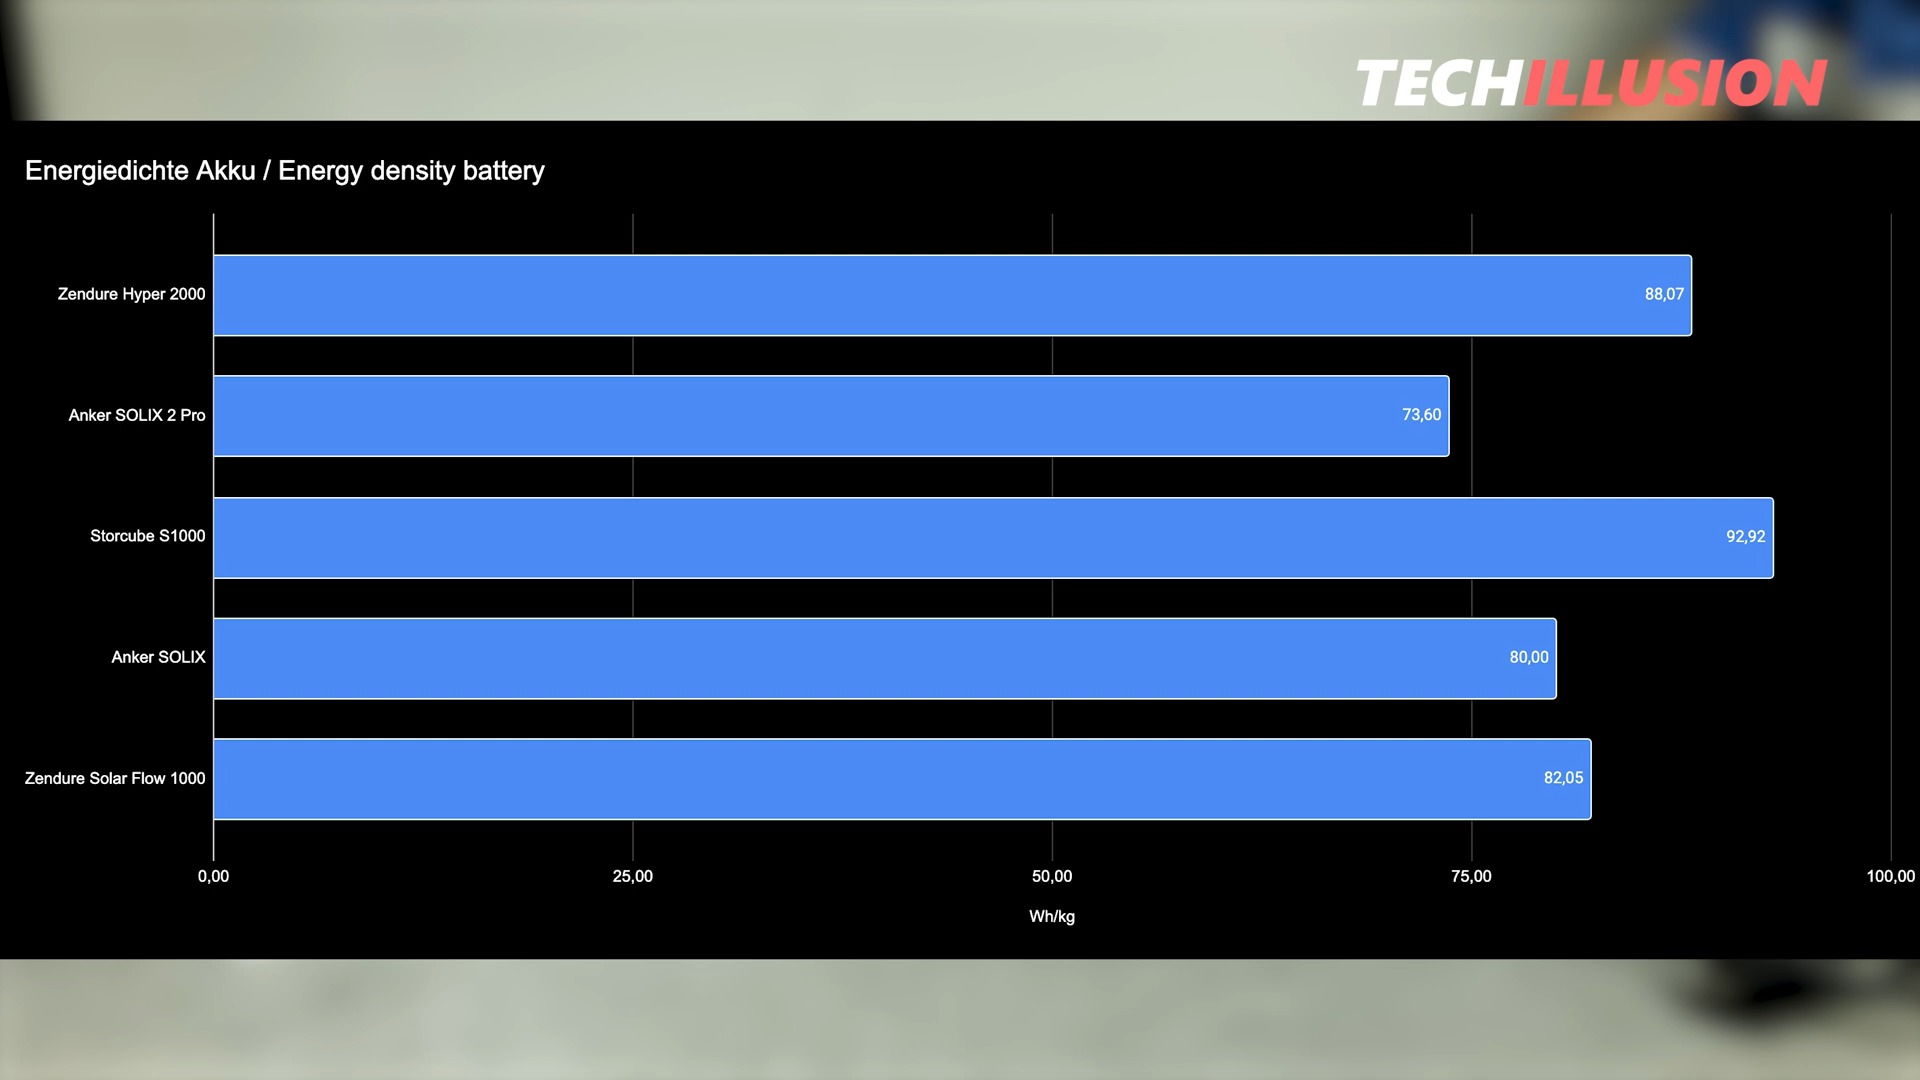 TECHILLUSION
Energiedichte Akku / Energy density battery
Zendure Hyper 2000
88,07
Anker SOLIX 2 Pro
73,60
Storcube S1000
92,92
Anker SOLIX
80,00
Zendure Solar Flow 1000
82,05
0,00
25,00
50,00
75,00
100,00
Wh/kg